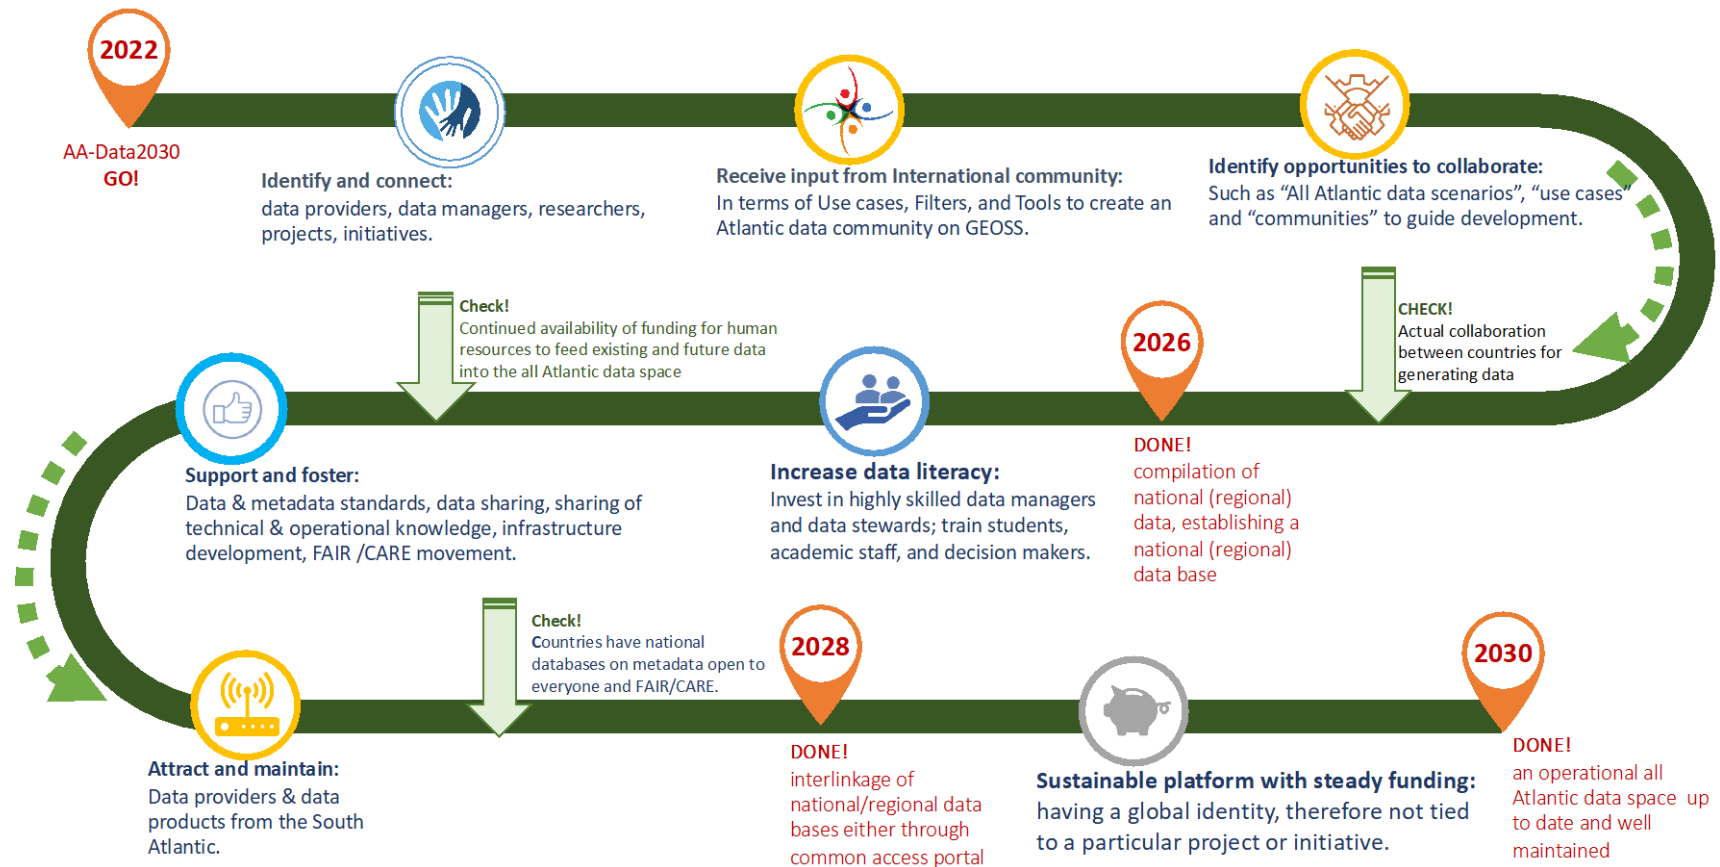 2022
AA-Data2030
GO!
Identify and connect:
data providers, data managers, researchers,
projects, initiatives.
Receive input from International community:
In terms of Use cases, Filters, and Tools to create an
Atlantic data community on GEOSS.
Identify opportunities to collaborate:
Such as “All Atlantic data scenarios”, “use cases”
and “communities” to guide development.
CHECK!
Actual collaboration
between countries for
generating data
2026
DONE!
compilation of
national (regional)
data, establishing a
national (regional)
data base
Increase data literacy:
Invest in highly skilled data managers
and data stewards; train students,
academic staff, and decision makers.
Check!
Continued availability of funding for human
resources to feed existing and future data
into the all Atlantic data space
Support and foster:
Data & metadata standards, data sharing, sharing of
technical & operational knowledge, infrastructure
development, FAIR /CARE movement.
Attract and maintain:
Data providers & data
products from the South
Atlantic.
Check!
Countries have national
databases on metadata open to
everyone and FAIR/CARE.
2028
DONE!
interlinkage of
national/regional data
bases either through
common access portal
Sustainable platform with steady funding:
having a global identity, therefore not tied
to a particular project or initiative.
2030
DONE!
an operational all
Atlantic data space up
to date and well
maintained